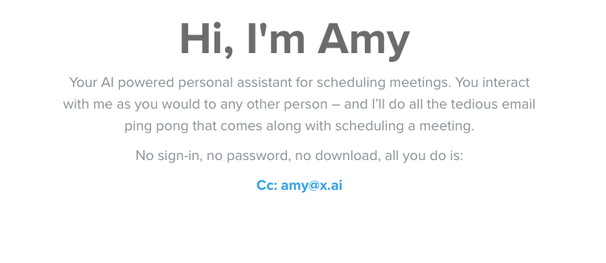 Hi, I'm Amy
Your AI powered personal assistant for scheduling meetings. You interact
with me as you would to any other person – and I'll do all the tedious email
ping pong that comes along with scheduling a meeting.
No sign-in, no password, no download, all you do is:
Cc: amy@x.ai